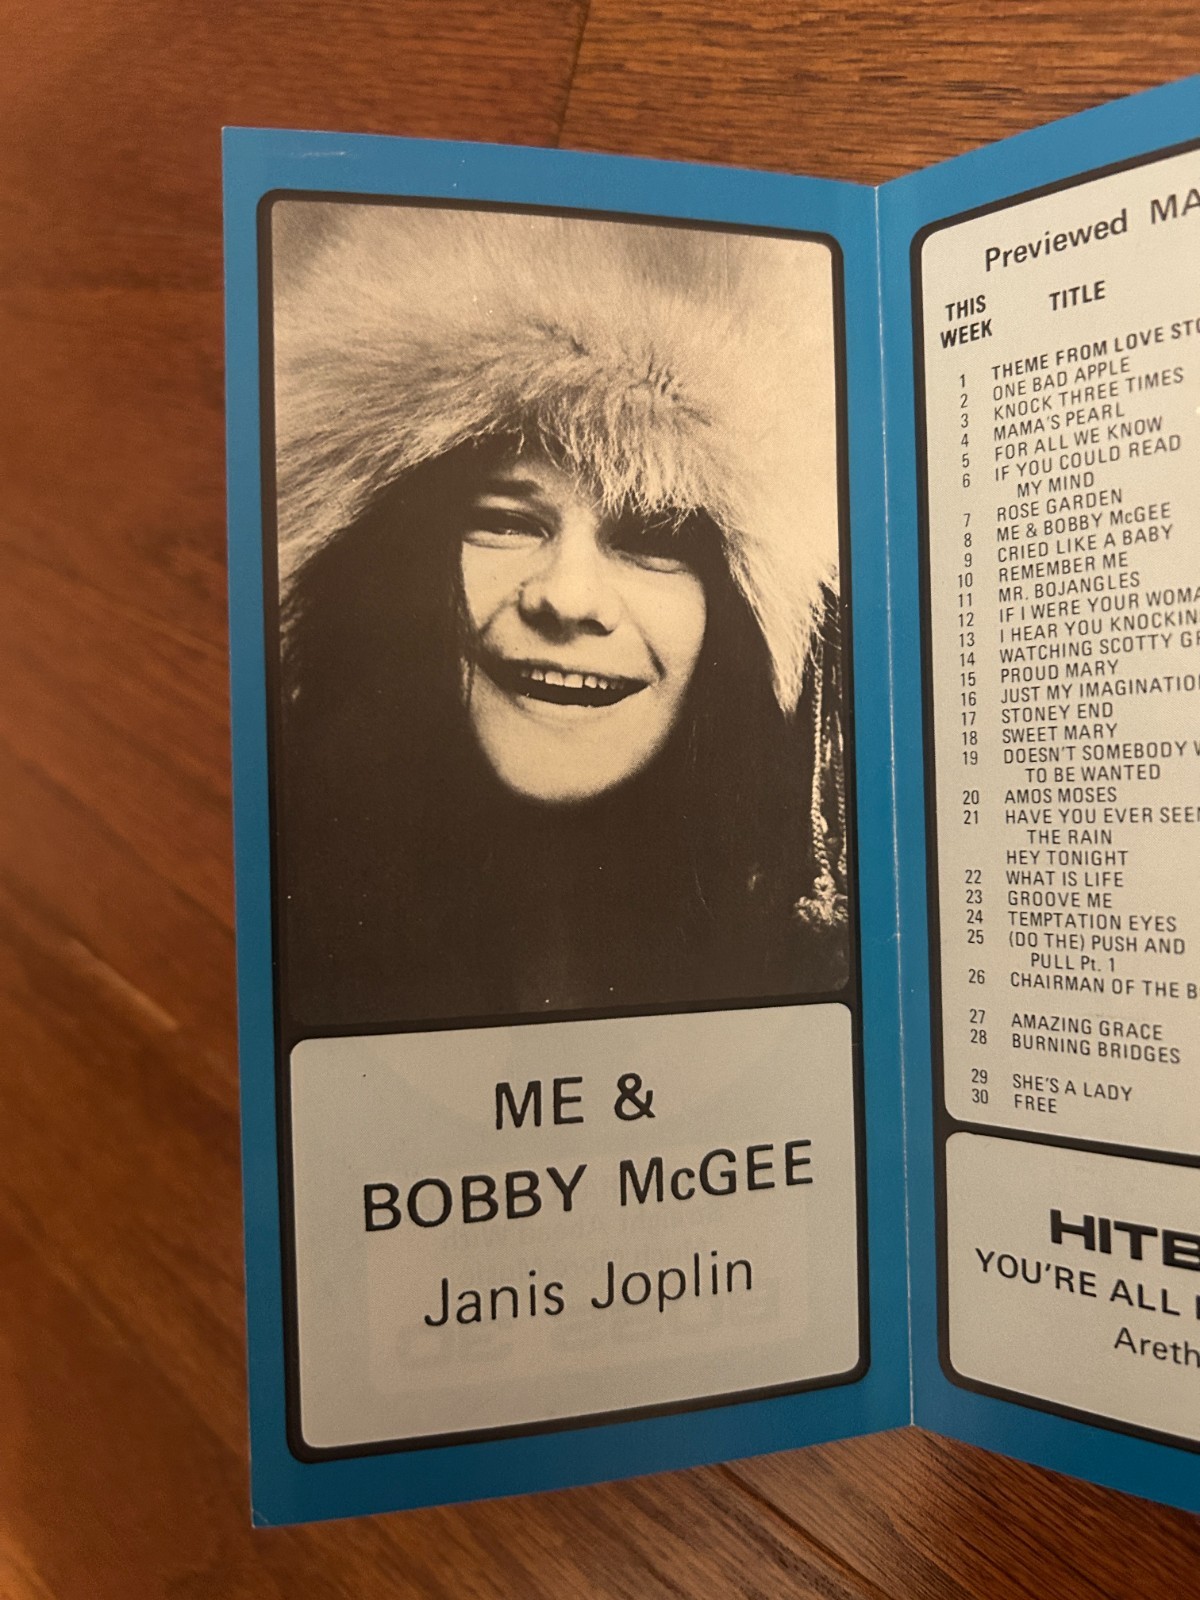 ME &
BOBBY McGEE
Janis Joplin
Previewed
THIS
WEEK
TITLE
1 THEME FROM LOVE
2 ONE BAD APPLE
3 KNOCK THREE TIMES
4 MAMA'S PEARL
5 FOR ALL WE KNOW
6 IF YOU COULD READ
MY MIND
7 ROSE GARDEN
8 ME & BOBBY McGEE
9 CRIED LIKE A BABY
10 REMEMBER ME
11 MR. BOJANGLES
12 IF I WERE YOUR
13 I HEAR YOU
14 WATCHING SCOTTY
15 PROUD MARY
16 JUST MY
17 STONEY END
18 SWEET MARY
19 DOESN'T SOMEBODY
TO BE WANTED
20 AMOS MOSES
21 HAVE YOU EVER
THE RAIN
HEY TONIGHT
22 WHAT IS LIFE
23 GROOVE ME
24 TEMPTATION EYES
25 (DO THE) PUSH AND
PULL Pt. 1
26 CHAIRMAN OF THE
27 AMAZING GRACE
28 BURNING BRIDGES
29 SHE'S A LADY
30 FREE
YOU'RE ALL